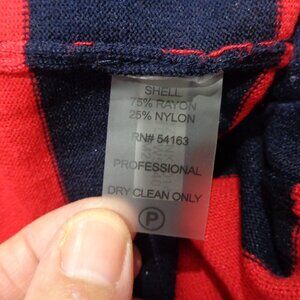 SHELL
75% RAYON
25% NYLON
RN# 54163
PROFESSIONAL
DRY CLEAN ONLY
P